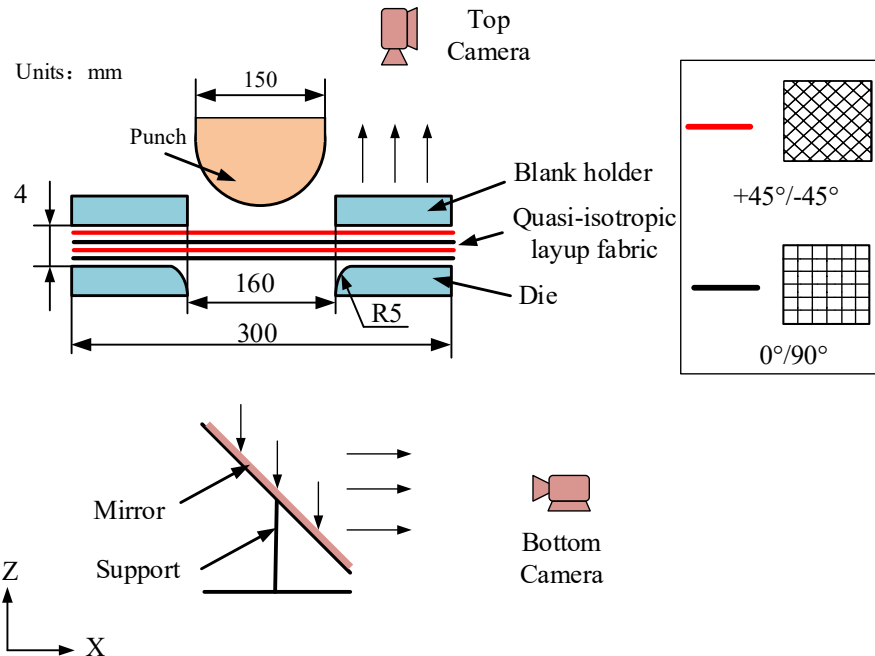 Top
Camera
Units：mm
150
Punch
4
Blank holder
Quasi-isotropic
layup fabric
Die
160
R5
300
+45°/-45°
0°/90°
Mirror
Support
Bottom
Camera
Z
X